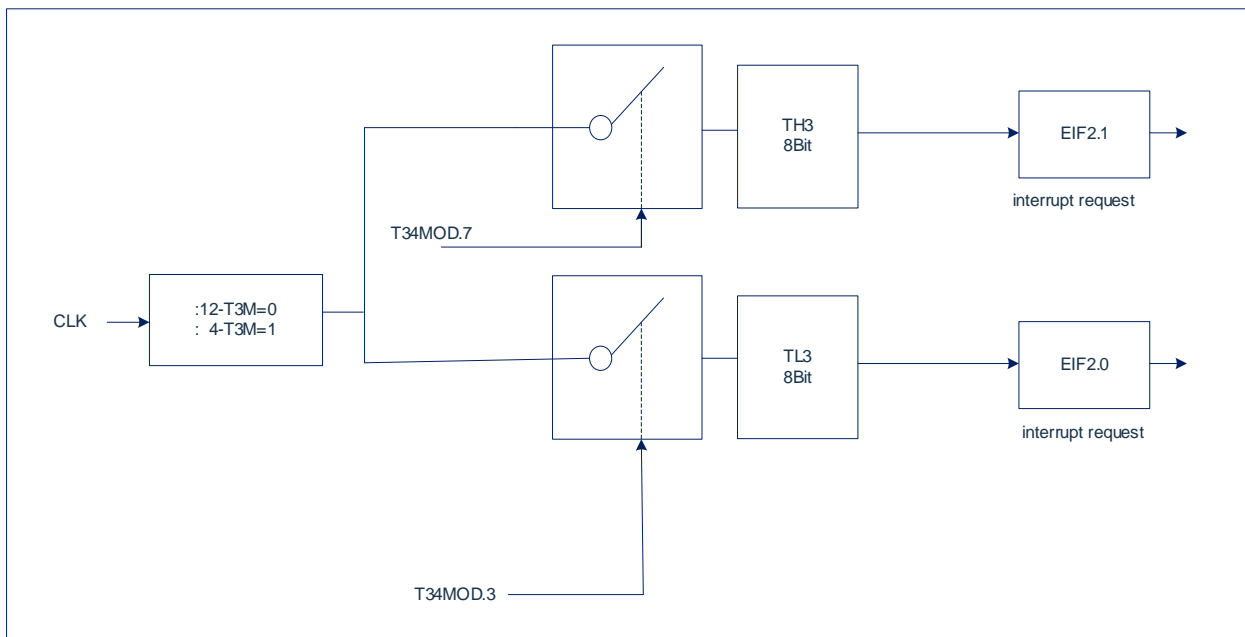 TH3
8Bit
EIF2.1
interrupt request
T34MOD.7
CLK
:12-T3M=0
: 4-T3M=1
TL3
8Bit
EIF2.0
interrupt request
T34MOD.3